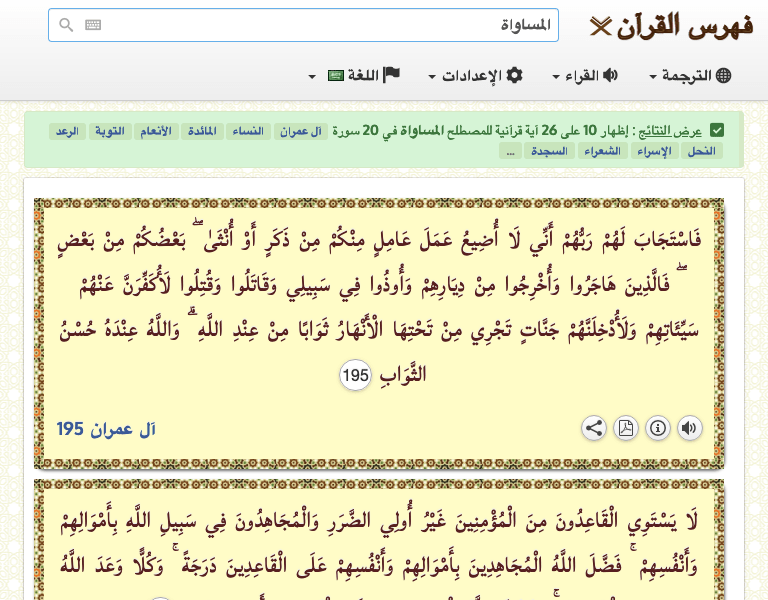 فهرس القرآن
المساواة
الترجمة
القراء
الإعدادات
اللغة
عرض النتائج : إظهار 10 على 26 آية قرآنية للمصطلح المساواة في 20 سورة آل عمران النساء المائدة الأنعام التوبة الرعد
النحل الإسراء الشعراء السجدة ...
فَاسْتَجَابَ لَهُمْ رَبُّهُمْ أَنِّي لَا أُضِيعُ عَمَلَ عَامِلٍ مِنْكُمْ مِنْ ذَكَرٍ أَوْ أُنْثَىٰ ۖ بَعْضُكُمْ مِنْ بَعْضٍ
ۖ فَالَّذِينَ هَاجَرُوا وَأُخْرِجُوا مِنْ دِيَارِهِمْ وَأُوذُوا فِي سَبِيلِي وَقَاتَلُوا وَقُتِلُوا لَأُكَفِّرَنَّ عَنْهُمْ
سَيِّئَاتِهِمْ وَلَأُدْخِلَنَّهُمْ جَنَّاتٍ تَجْرِي مِنْ تَحْتِهَا الْأَنْهَارُ ثَوَابًا مِنْ عِنْدِ اللَّهِ ۗ وَاللَّهُ عِنْدَهُ حُسْنُ
الثَّوَابِ 195
آل عمران 195
لَا يَسْتَوِي الْقَاعِدُونَ مِنَ الْمُؤْمِنِينَ غَيْرُ أُولِي الضَّرَرِ وَالْمُجَاهِدُونَ فِي سَبِيلِ اللَّهِ بِأَمْوَالِهِمْ
وَأَنْفُسِهِمْ ۚ فَضَّلَ اللَّهُ الْمُجَاهِدِينَ بِأَمْوَالِهِمْ وَأَنْفُسِهِمْ عَلَى الْقَاعِدِينَ دَرَجَةً ۚ وَكُلًّا وَعَدَ اللَّهُ